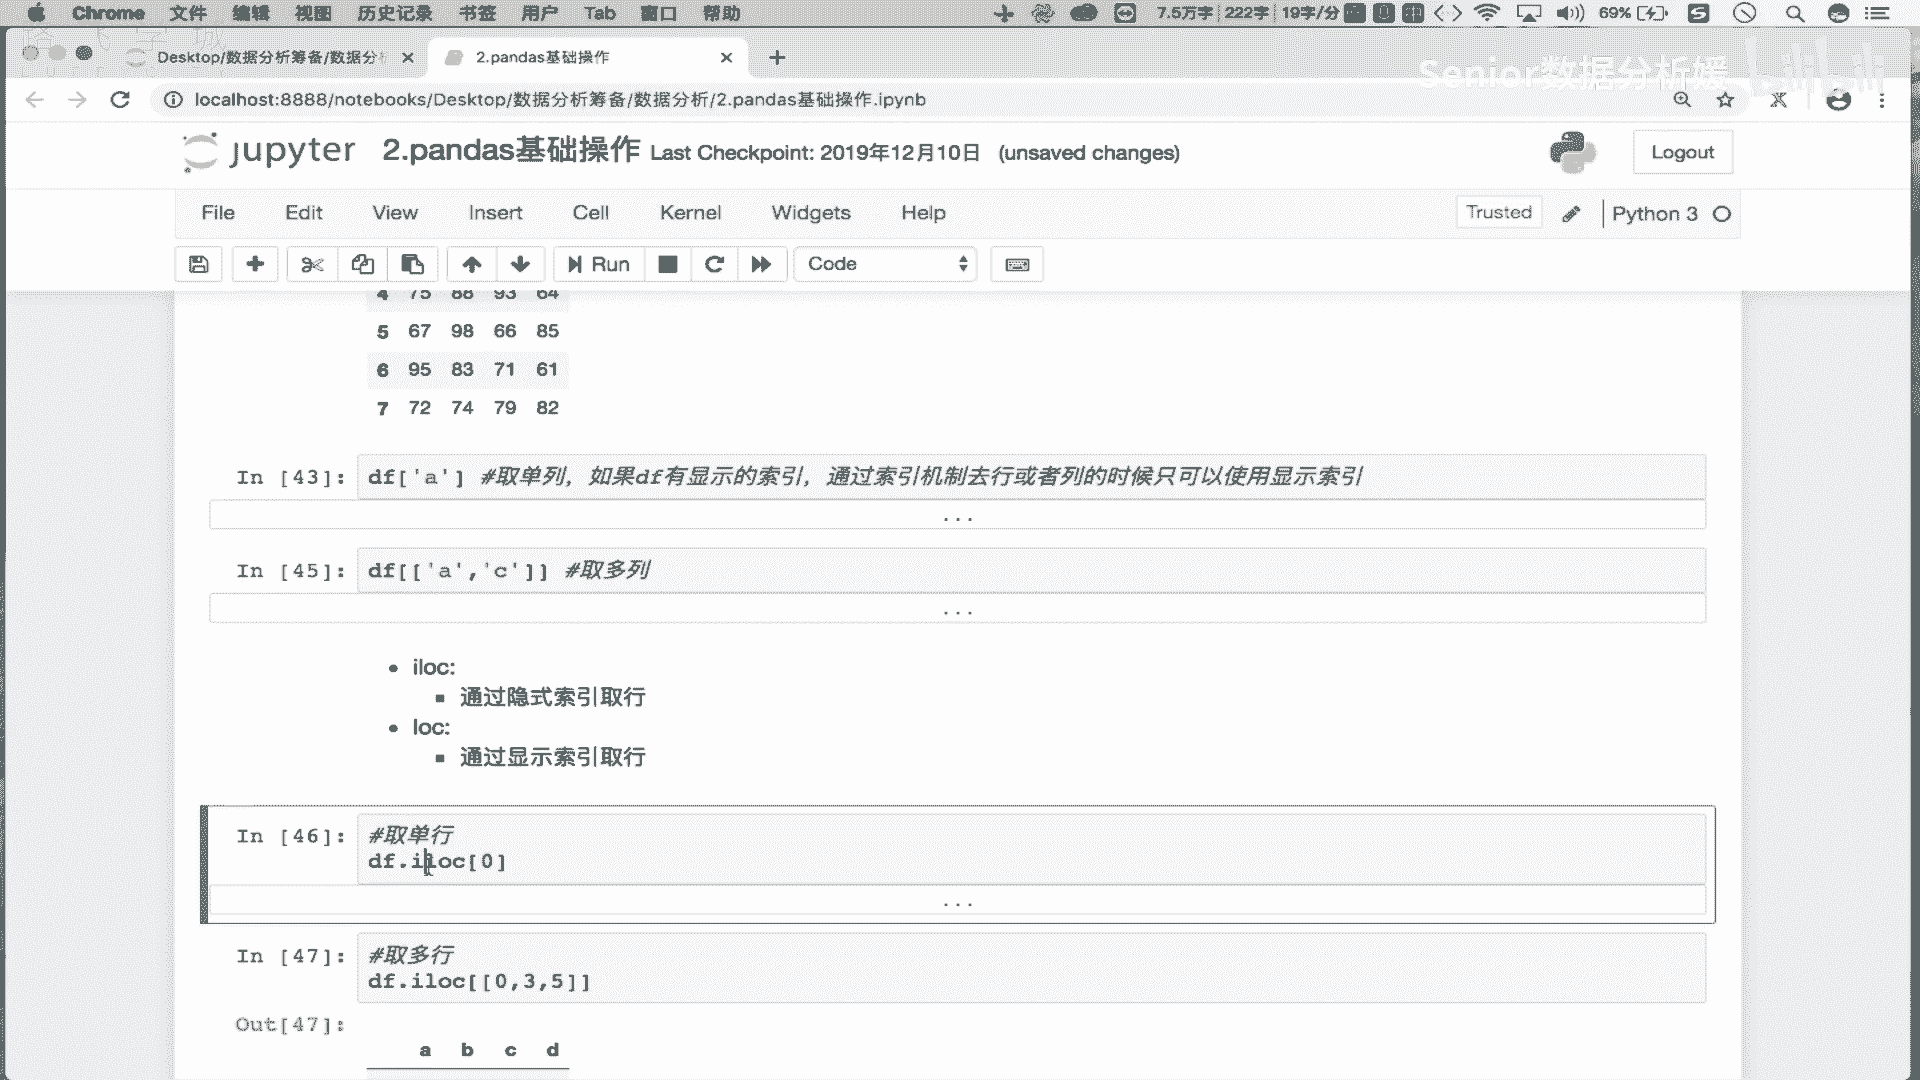 Chrome 文件 编辑 视图 历史记录 书签 用户 Tab 窗口 帮助 7.5万字 222字 19字/分 69%
Desktop/数据分析筹备/数据分析 2.pandas基础操作
Senior数据分析媛 bilibili
localhost:8888/notebooks/Desktop/数据分析筹备/数据分析/2.pandas基础操作.ipynb
jupyter 2.pandas基础操作 Last Checkpoint: 2019年12月10日 (unsaved changes) Logout
File Edit View Insert Cell Kernel Widgets Help Trusted Python 3
Run Code
4 75 88 93 64
5 67 98 66 85
6 95 83 71 61
7 72 74 79 82
In [43]: df['a'] #取单列，如果df有显示的索引，通过索引机制去行或者列的时候只可以使用显示索引
...
In [45]: df[['a','c']] #取多列
...
iloc:
通过隐式索引取行
loc:
通过显示索引取行
In [46]: #取单行
df.iloc[0]
...
In [47]: #取多行
df.iloc[[0,3,5]]
Out[47]:
a b c d